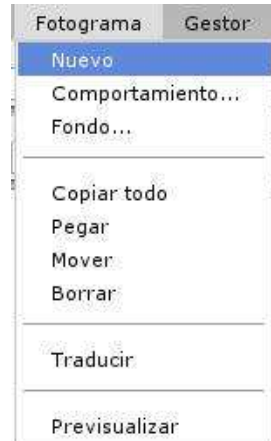 Fotograma Gestor
Nuevo
Comportamiento...
Fondo...
Copiar todo
Pegar
Mover
Borrar
Traducir
Previsualizar